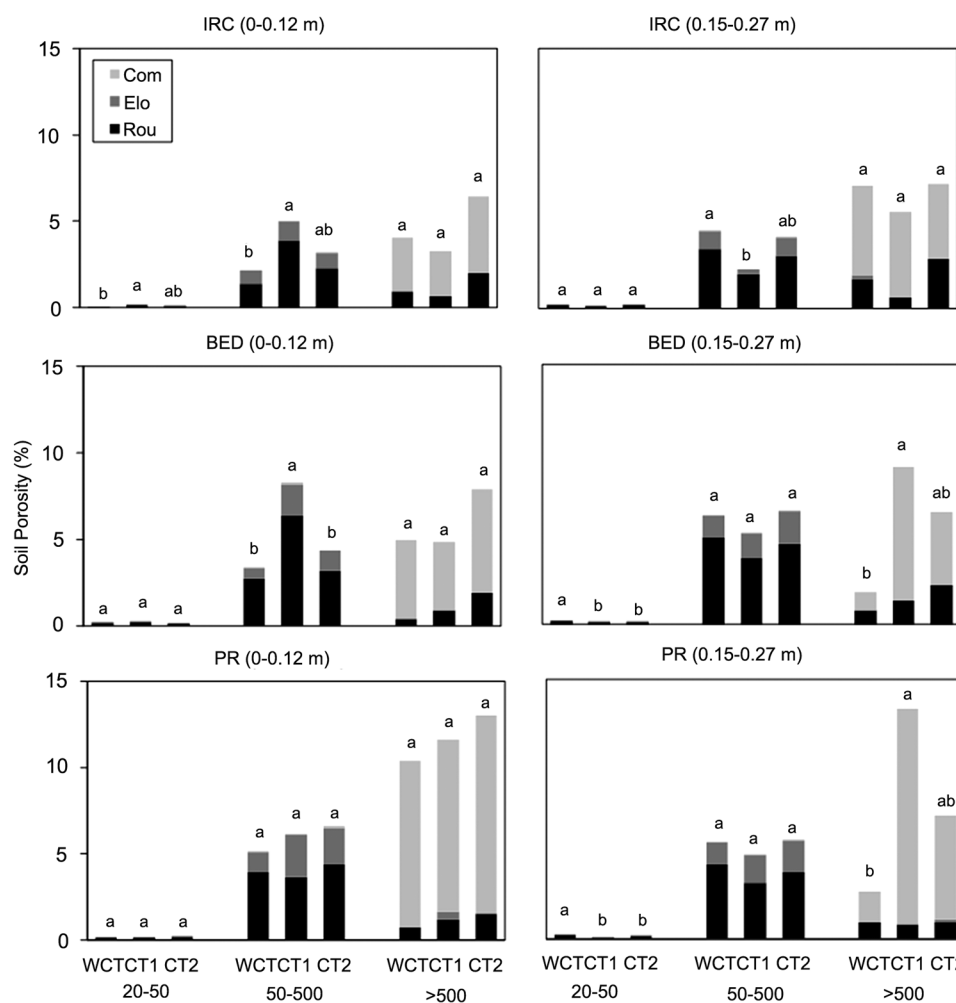 IRC (0-0.12 m)
IRC (0.15-0.27 m)
15
10
5
0
Com
Elo
Rou
b a ab
b a ab
a a a
a a a
a b ab
a a a
BED (0-0.12 m)
BED (0.15-0.27 m)
Soil Porosity (%)
15
10
5
0
a a a
b a b
a a a
a b b
a a a
b a ab
PR (0-0.12 m)
PR (0.15-0.27 m)
15
10
5
0
a a a
a a a
a a a
a b b
a a a
b a ab
WCTCT1 CT2 WCTCT1 CT2 WCTCT1 CT2
20-50 50-500 >500
WCTCT1 CT2 WCTCT1 CT2 WCTCT1 CT2
20-50 50-500 >500